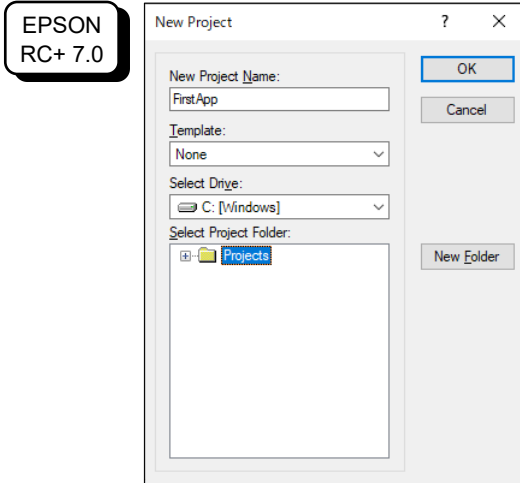 EPSON
RC+ 7.0
New Project
?
New Project Name:
OK
FirstApp
Cancel
Template:
None
Select Drive:
C: [Windows]
Select Project Folder:
Projects
New Folder